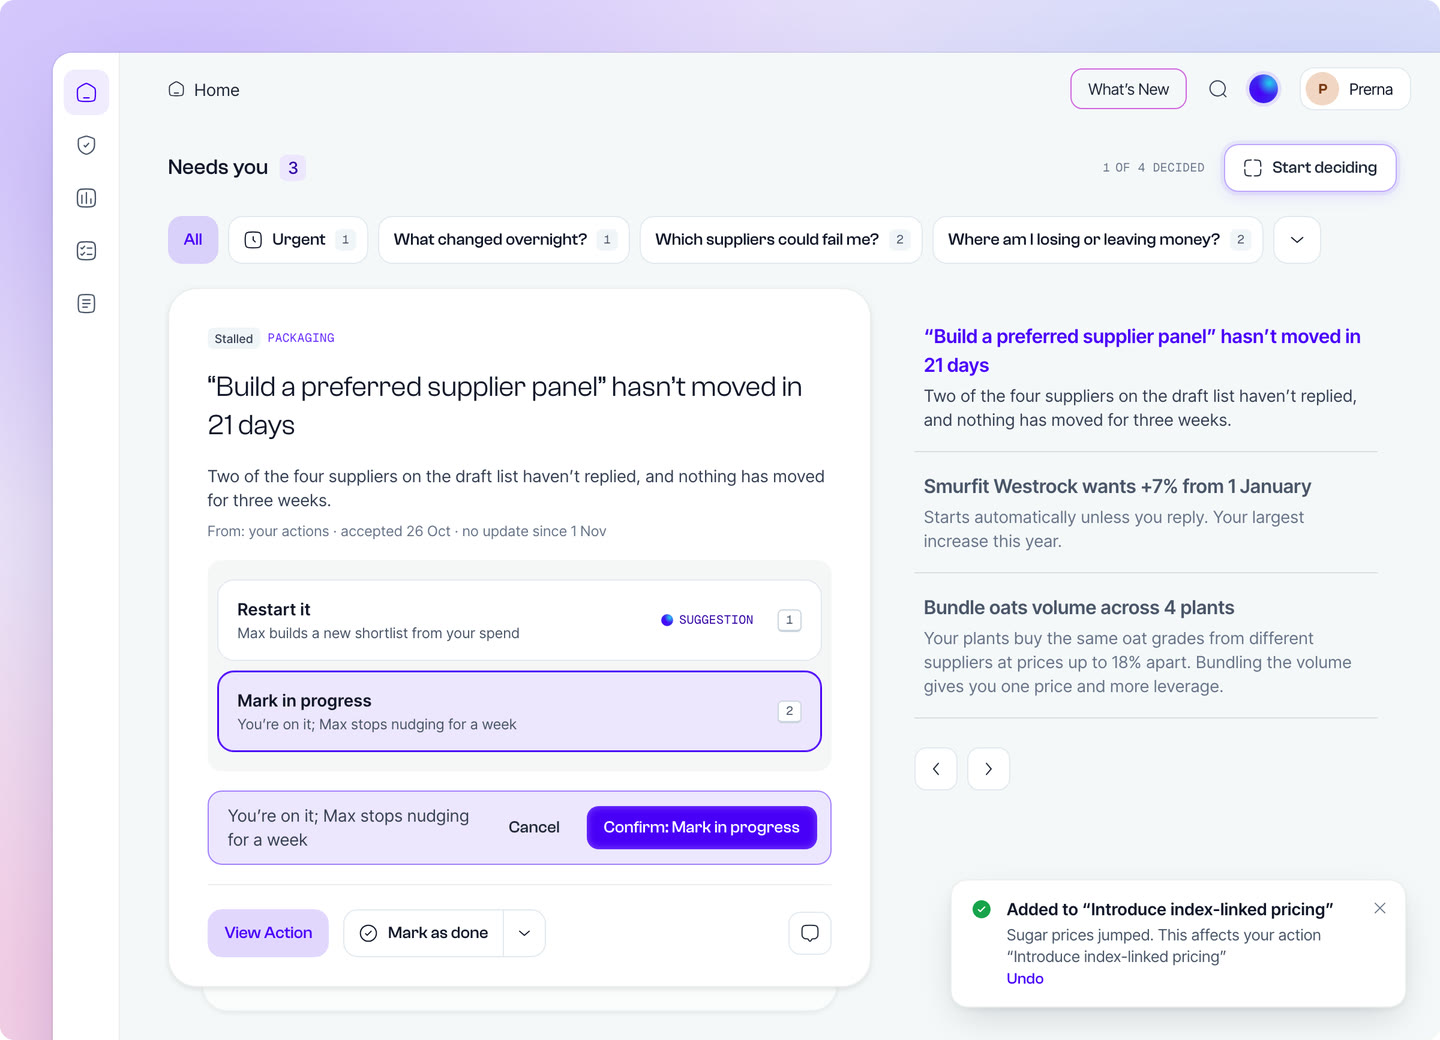 Home
What's New
P
Prerna
Needs you 3
1 OF 4 DECIDED
Start deciding
All
Urgent 1
What changed overnight? 1
Which suppliers could fail me? 2
Where am I losing or leaving money? 2
Stalled PACKAGING
“Build a preferred supplier panel” hasn’t moved in
21 days
Two of the four suppliers on the draft list haven’t replied, and nothing has moved
for three weeks.
From: your actions · accepted 26 Oct · no update since 1 Nov
Restart it
Max builds a new shortlist from your spend
SUGGESTION
1
Mark in progress
You’re on it; Max stops nudging for a week
2
You’re on it; Max stops nudging
for a week
Cancel
Confirm: Mark in progress
View Action
Mark as done
“Build a preferred supplier panel” hasn’t moved in
21 days
Two of the four suppliers on the draft list haven’t replied,
and nothing has moved for three weeks.
Smurfit Westrock wants +7% from 1 January
Starts automatically unless you reply. Your largest
increase this year.
Bundle oats volume across 4 plants
Your plants buy the same oat grades from different
suppliers at prices up to 18% apart. Bundling the volume
gives you one price and more leverage.
Added to “Introduce index-linked pricing”
Sugar prices jumped. This affects your action
“Introduce index-linked pricing”
Undo